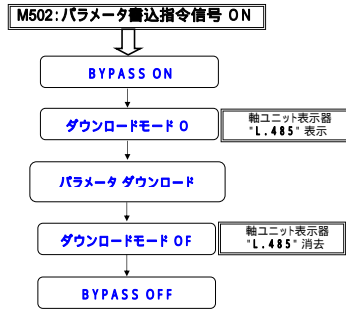 M502:パラメータ書込指令信号 ON
BYPASS ON
ダウンロードモード O
軸ユニット表示器
"L.485" 表示
パラメータ ダウンロード
ダウンロードモード OF
軸ユニット表示器
"L.485" 消去
BYPASS OFF